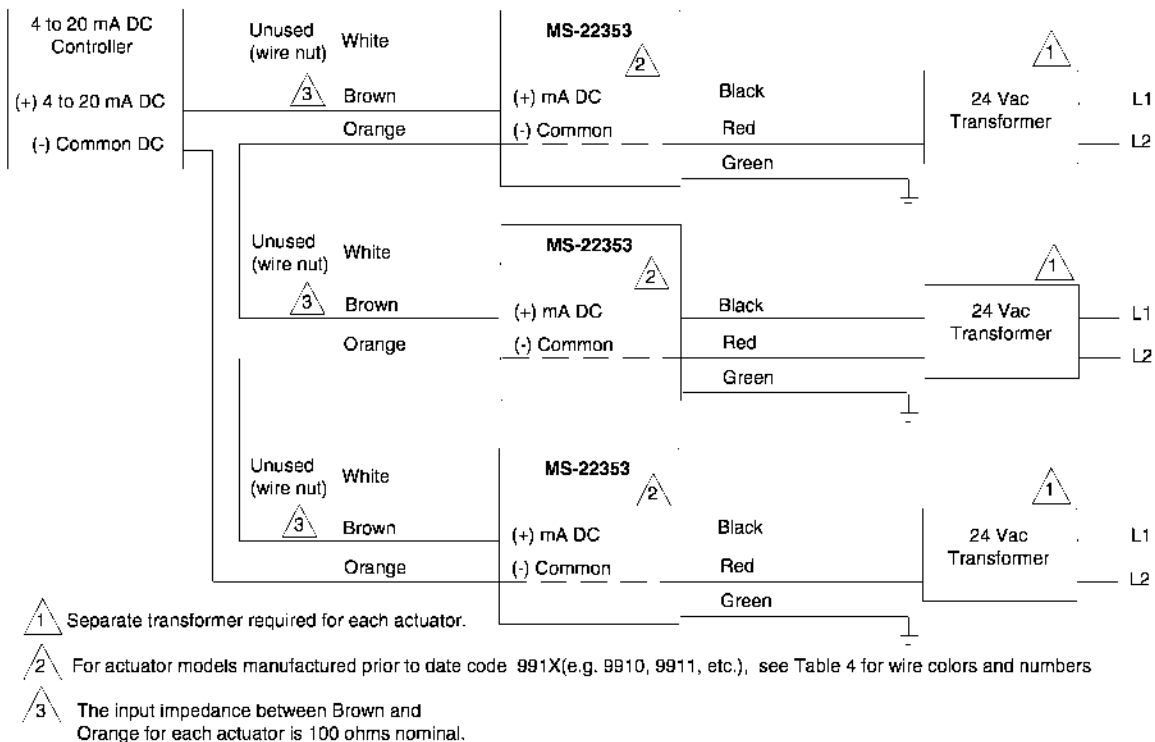 4 to 20 mA DC
Controller
(+) 4 to 20 mA DC
(-) Common DC
Unused
(wire nut)
White
3
Brown
Orange
MS-22353
2
(+) mA DC
(-) Common
Black
Red
Green
1
24 Vac
Transformer
L1
L2
Unused
(wire nut)
White
3
Brown
Orange
MS-22353
2
(+) mA DC
(-) Common
Black
Red
Green
1
24 Vac
Transformer
L1
L2
Unused
(wire nut)
White
3
Brown
Orange
MS-22353
2
(+) mA DC
(-) Common
Black
Red
Green
1
24 Vac
Transformer
L1
L2
1 Separate transformer required for each actuator.
2 For actuator models manufactured prior to date code 991X(e.g. 9910, 9911, etc.), see Table 4 for wire colors and numbers
3 The input impedance between Brown and
Orange for each actuator is 100 ohms nominal.